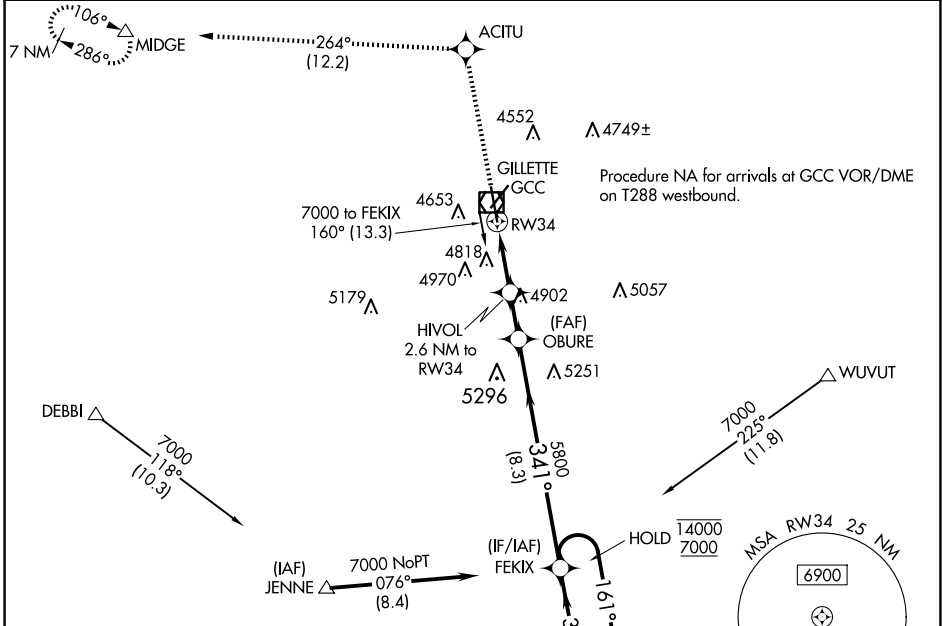 106°
7 NM
286°
MIDGE
264°
(12.2)
ACITU
4552
4749±
GILLETTE
GCC
Procedure NA for arrivals at GCC VOR/DME
on T288 westbound.
4653
7000 to FEKIX
160° (13.3)
RW34
4818
4970
5179
4902
5057
HIVOL
2.6 NM to
RW34
(FAF)
OBURE
5296
5251
WUVUT
DEBBI
7000
118°
(10.3)
7000
225°
(11.8)
5800
341°
(8.3)
HOLD
14000
7000
(IF/IAF)
FEKIX
(IAF)
JENNE
7000 NoPT
076°
(8.4)
161°
MSA RW34 25 NM
6900